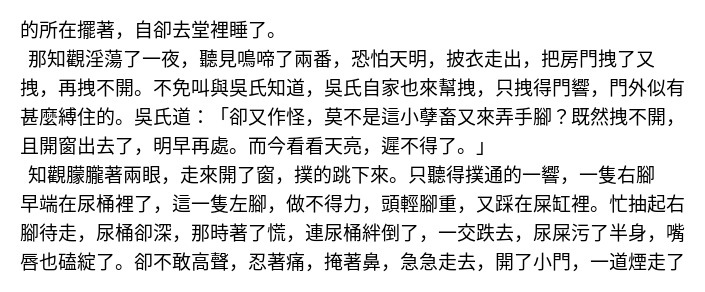 的所在擺著，自卻去堂裡睡了。
那知觀淫蕩了一夜，聽見鳴啼了兩番，恐怕天明，披衣走出，把房門拽了又
拽，再拽不開。不免叫與吳氏知道，吳氏自家也來幫拽，只拽得門響，門外似有
甚麼縛住的。吳氏道：「卻又作怪，莫不是這小孽畜又來弄手腳？既然拽不開，
且開窗出去了，明早再處。而今看看天亮，遲不得了。」
知觀朦朧著兩眼，走來開了窗，撲的跳下來。只聽得撲通的一響，一隻右腳
早端在尿桶裡了，這一隻左腳，做不得力，頭輕腳重，又踩在屎缸裡。忙抽起右
腳待走，尿桶卻深，那時著了慌，連尿桶絆倒了，一交跌去，尿屎污了半身，嘴
唇也磕綻了。卻不敢高聲，忍著痛，掩著鼻，急急走去，開了小門，一道煙走了